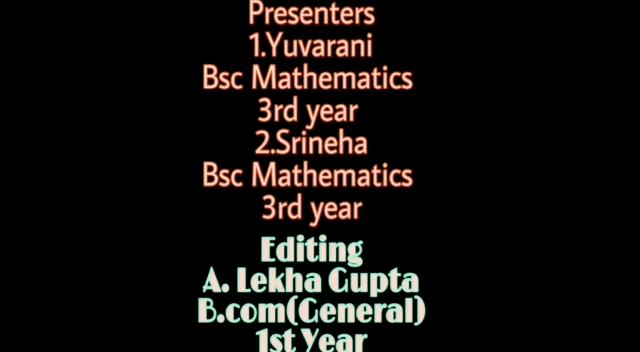 Presenters
1.Yuvarani
Bsc Mathematics
3rd year
2.Srineha
Bsc Mathematics
3rd year
Editing
A. Lekha Gupta
B.com(General)
1st Year